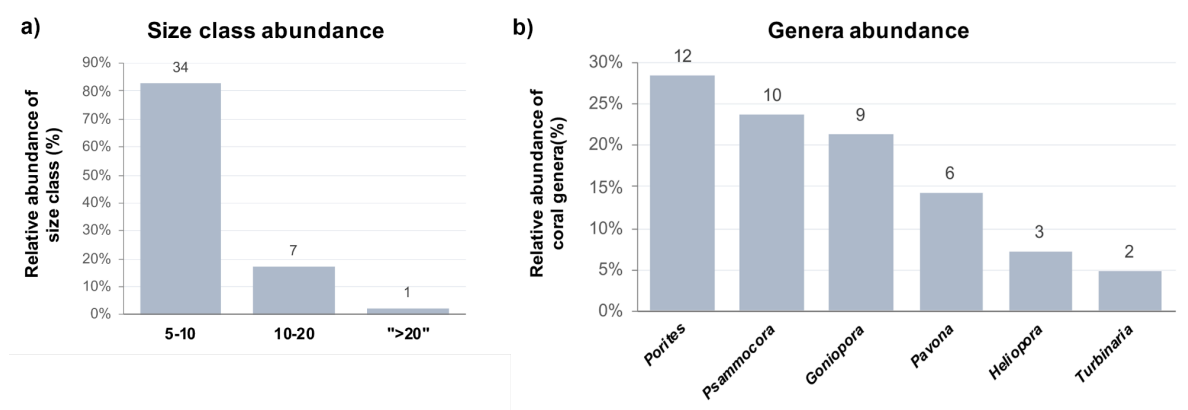 a)
Size class abundance
Relative abundance of
size class (%)
90%
80%
70%
60%
50%
40%
30%
20%
10%
0%
34
7
1
5-10
10-20
">20"
b)
Genera abundance
Relative abundance of
coral genera(%)
30%
25%
20%
15%
10%
5%
0%
12
10
9
6
3
2
Porites
Psammocora
Goniopora
Pavona
Heliopora
Turbinaria